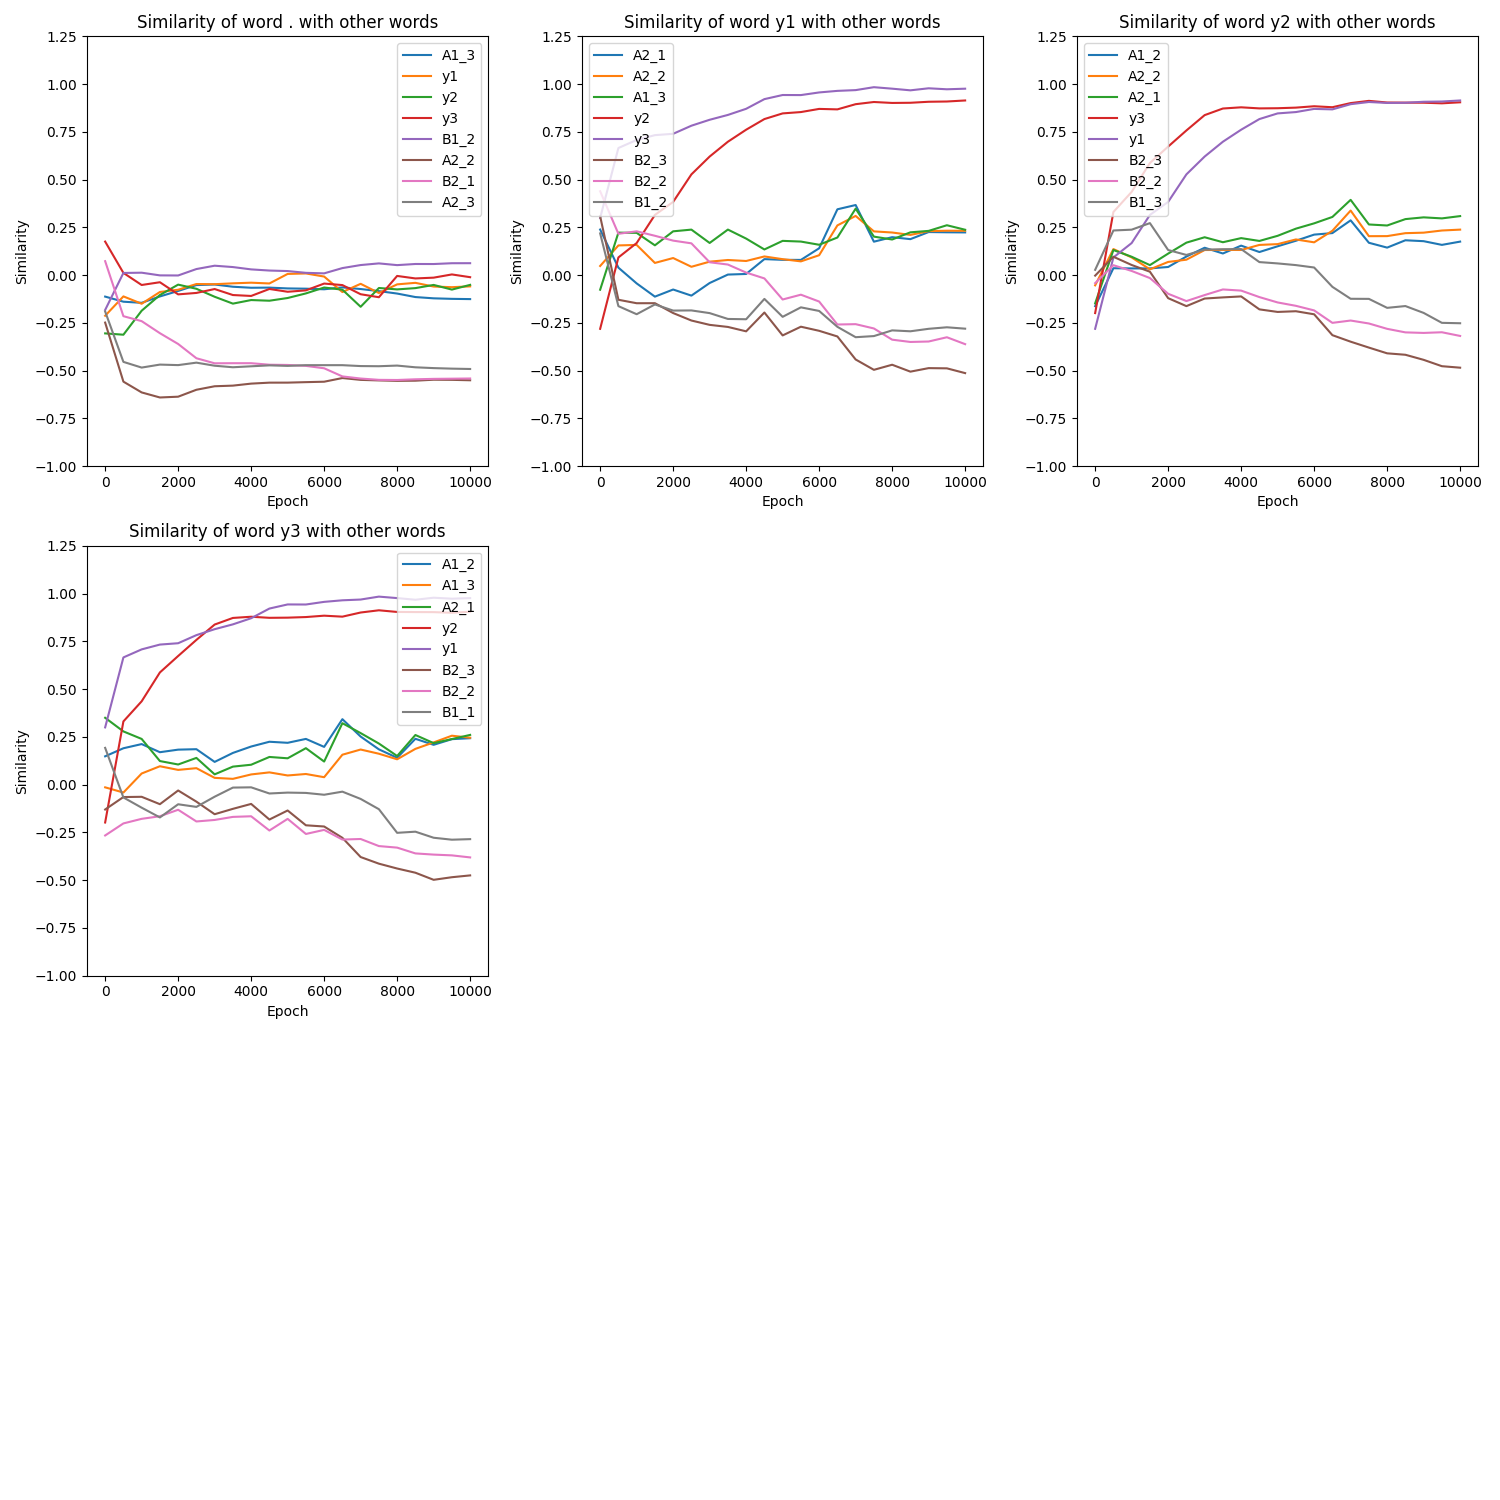 Similarity of word . with other words
1.25
1.00
0.75
0.50
0.25
0.00
−0.25
−0.50
−0.75
−1.00
Similarity
0 2000 4000 6000 8000 10000
Epoch
A1_3
y1
y2
y3
B1_2
A2_2
B2_1
A2_3
Similarity of word y1 with other words
1.25
1.00
0.75
0.50
0.25
0.00
−0.25
−0.50
−0.75
−1.00
Similarity
0 2000 4000 6000 8000 10000
Epoch
A2_1
A2_2
A1_3
y2
y3
B2_3
B2_2
B1_2
Similarity of word y2 with other words
1.25
1.00
0.75
0.50
0.25
0.00
−0.25
−0.50
−0.75
−1.00
Similarity
0 2000 4000 6000 8000 10000
Epoch
A1_2
A2_2
A2_1
y3
y1
B2_3
B2_2
B1_3
Similarity of word y3 with other words
1.25
1.00
0.75
0.50
0.25
0.00
−0.25
−0.50
−0.75
−1.00
Similarity
0 2000 4000 6000 8000 10000
Epoch
A1_2
A1_3
A2_1
y2
y1
B2_3
B2_2
B1_1